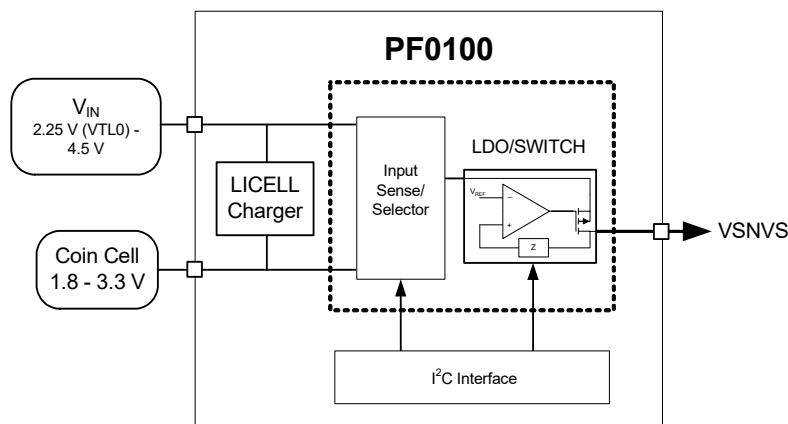 PF0100
V_IN
2.25 V (VTL0) -
4.5 V
LICELL
Charger
Coin Cell
1.8 - 3.3 V
Input
Sense/
Selector
LDO/SWITCH
V_REF
−
+
Z
VSNVS
I²C Interface